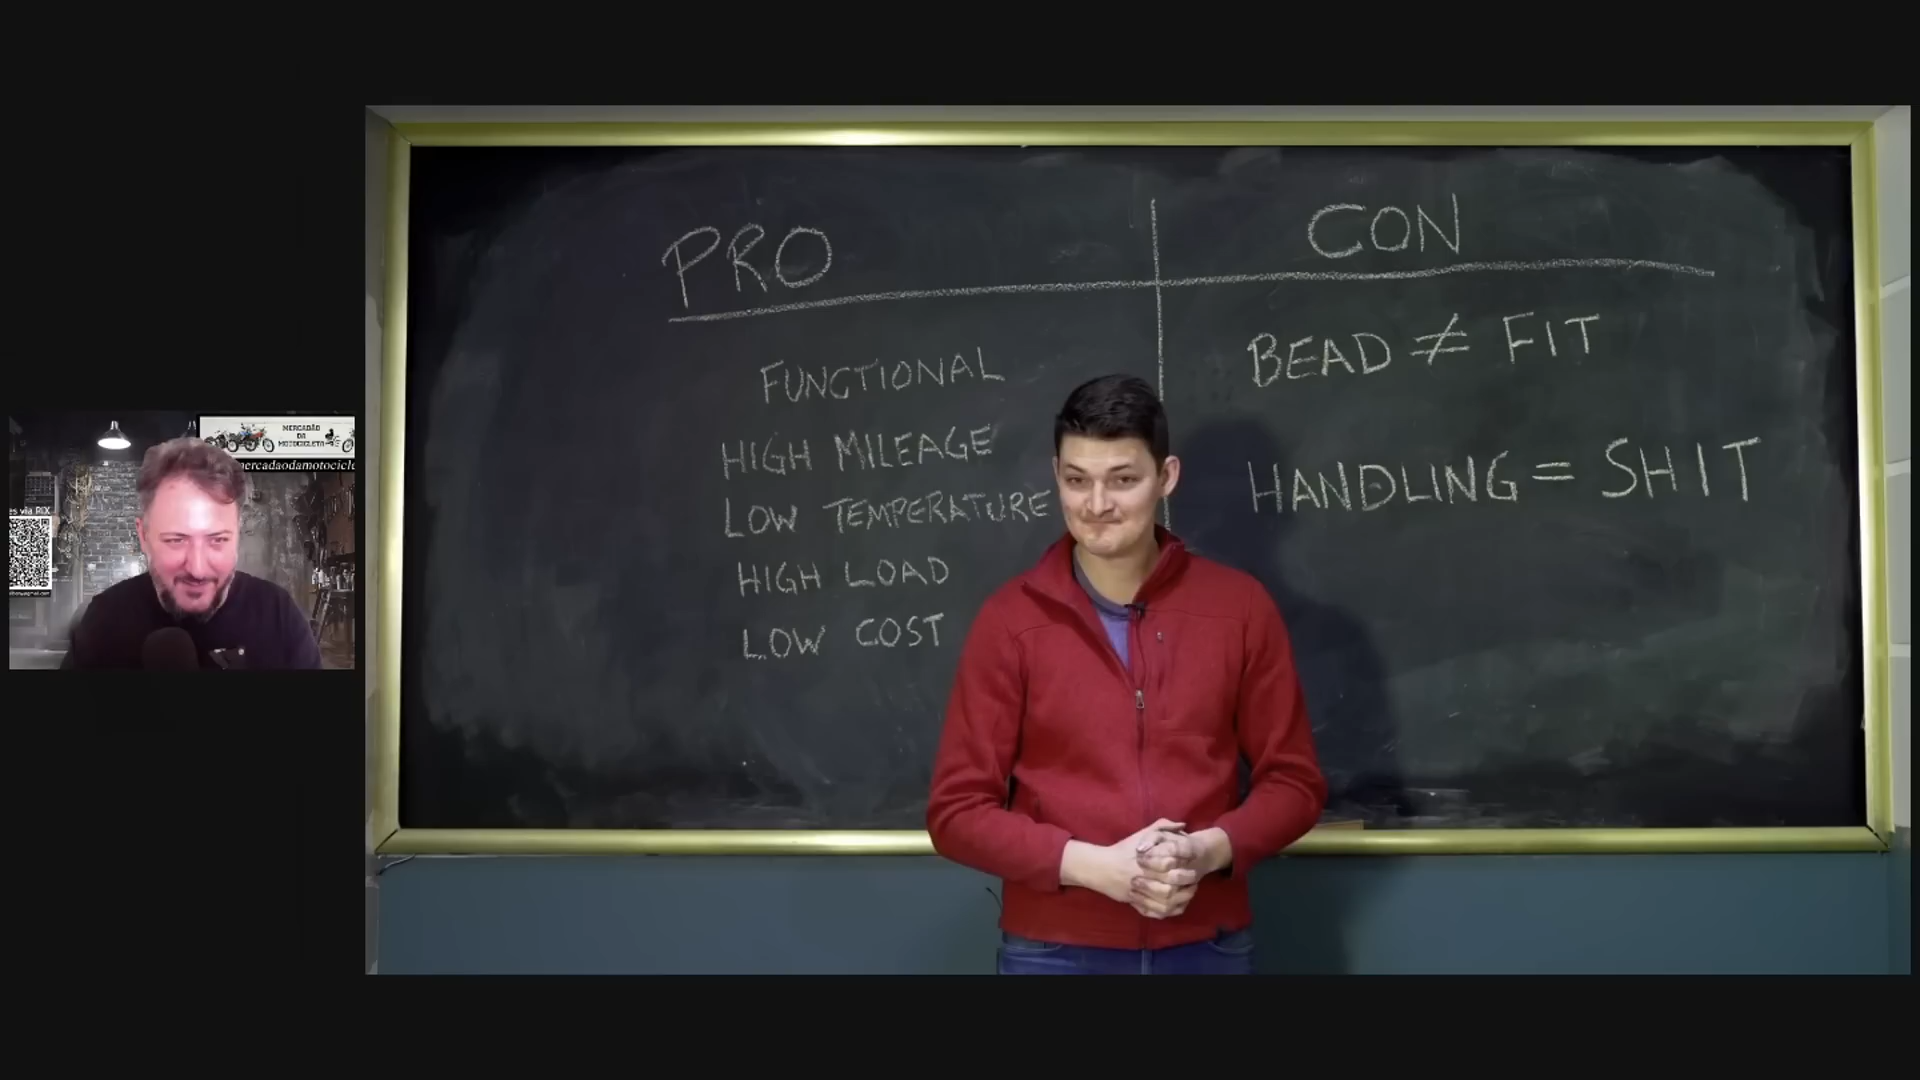 PRO
CON
FUNCTIONAL
HIGH MILEAGE
LOW TEMPERATURE
HIGH LOAD
LOW COST
BEAD ≠ FIT
HANDLING = SHIT
MERCADÃO
DA
MOTOCICLETA
mercadaodamotocicle
es via PIX